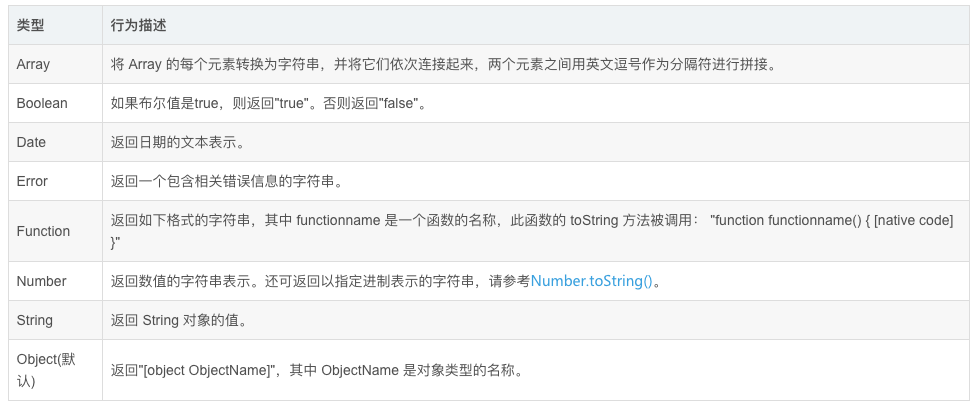 类型 行为描述
Array 将 Array 的每个元素转换为字符串，并将它们依次连接起来，两个元素之间用英文逗号作为分隔符进行拼接。
Boolean 如果布尔值是true，则返回"true"。否则返回"false"。
Date 返回日期的文本表示。
Error 返回一个包含相关错误信息的字符串。
Function 返回如下格式的字符串，其中 functionname 是一个函数的名称，此函数的 toString 方法被调用： "function functionname() { [native code]
}"
Number 返回数值的字符串表示。还可返回以指定进制表示的字符串，请参考Number.toString()。
String 返回 String 对象的值。
Object(默
认) 返回"[object ObjectName]"，其中 ObjectName 是对象类型的名称。